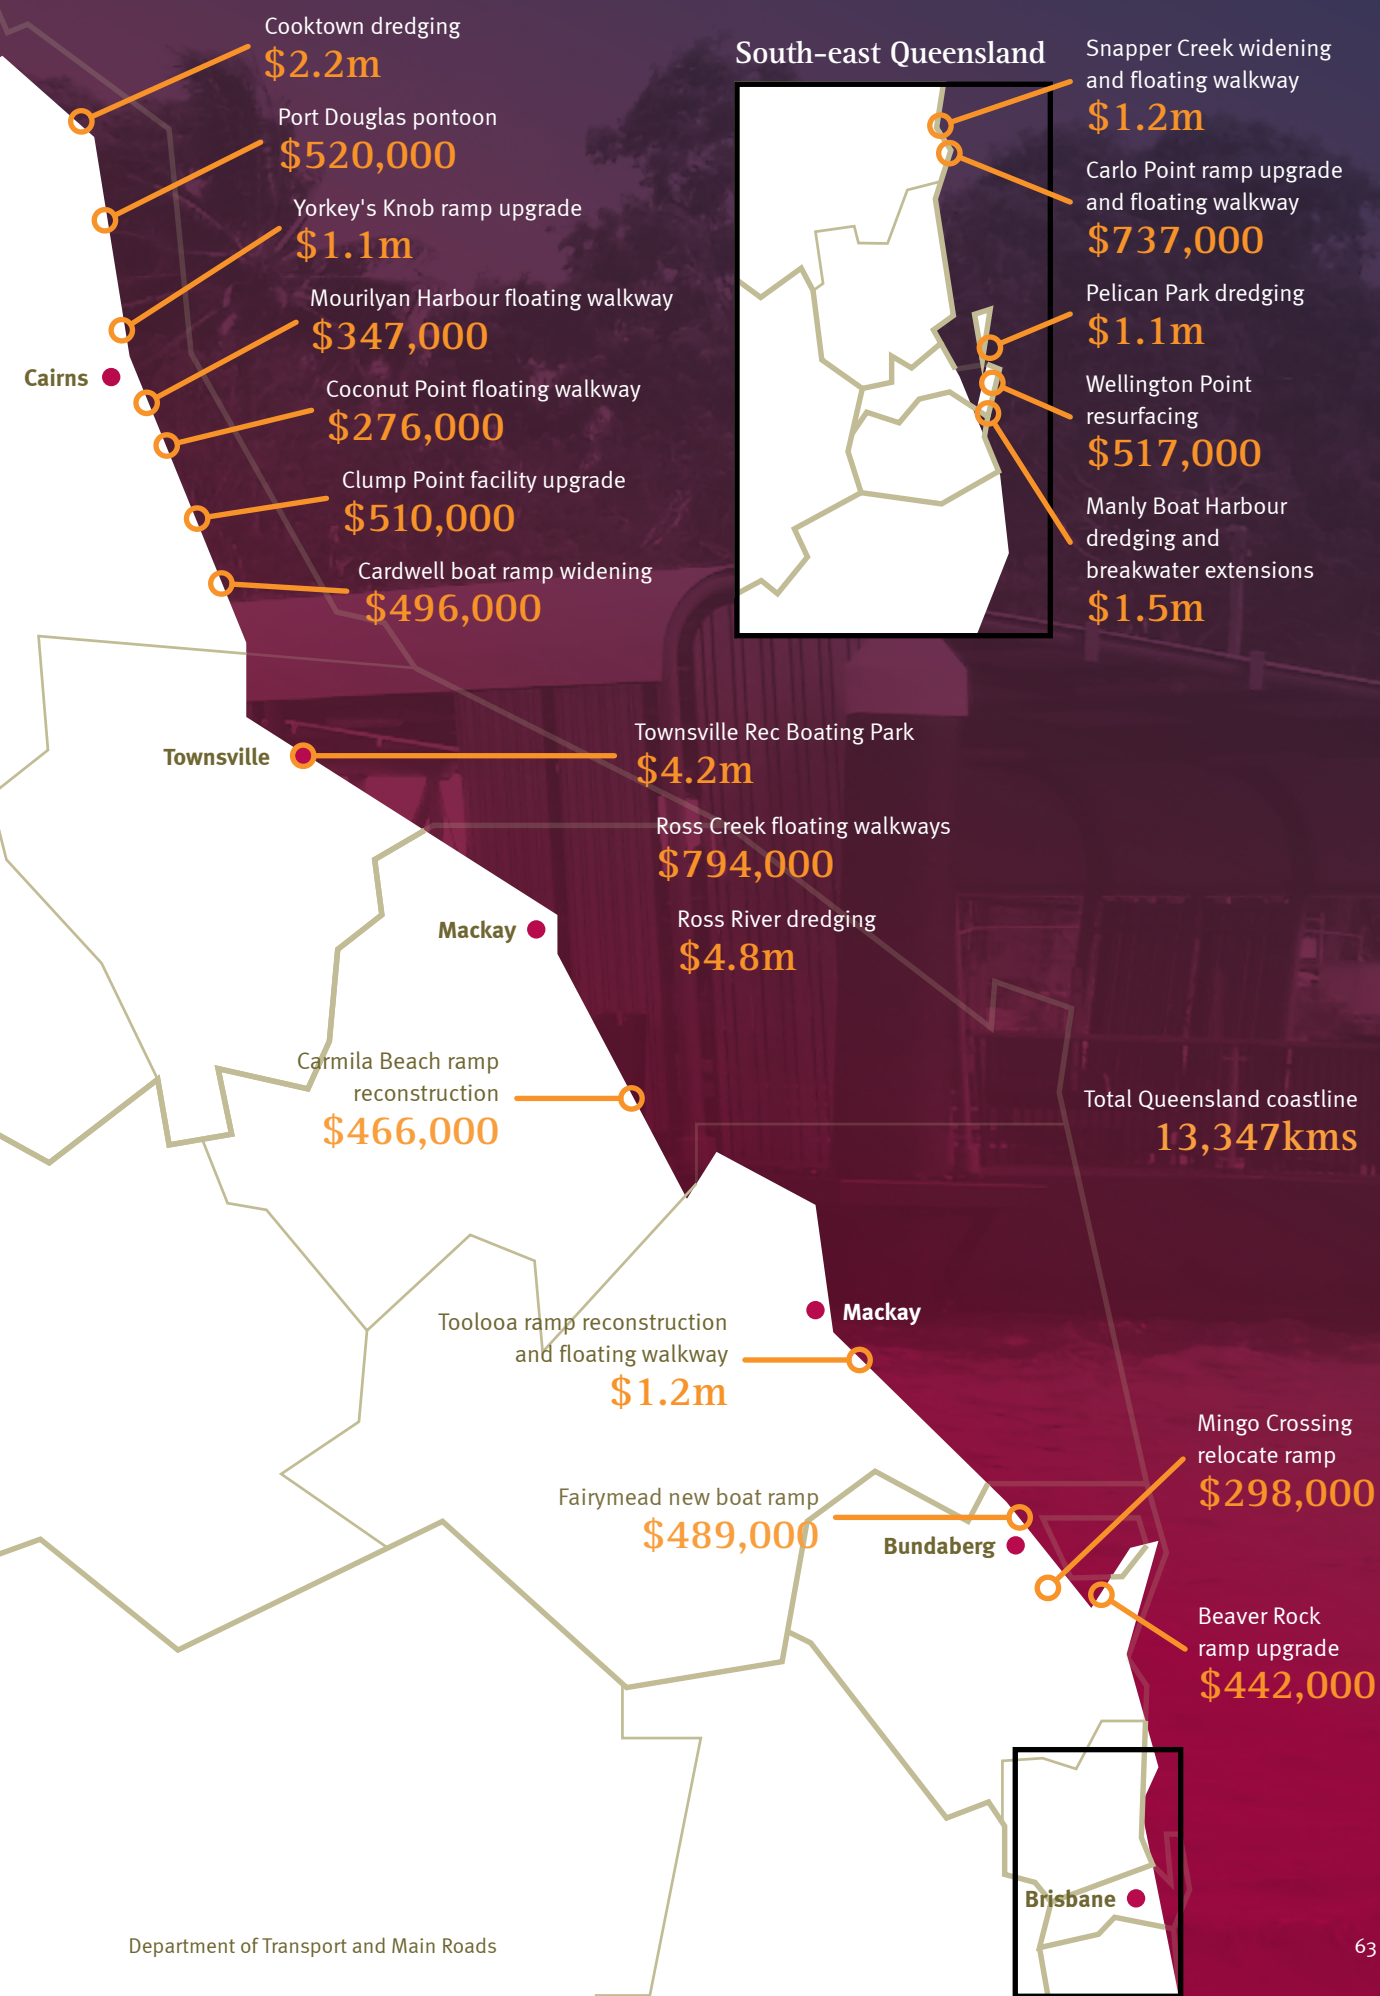 Cooktown dredging
$2.2m
Port Douglas pontoon
$520,000
Yorkey's Knob ramp upgrade
$1.1m
Mourilyan Harbour floating walkway
$347,000
Cairns
Coconut Point floating walkway
$276,000
Clump Point facility upgrade
$510,000
Cardwell boat ramp widening
$496,000
South-east Queensland
Snapper Creek widening
and floating walkway
$1.2m
Carlo Point ramp upgrade
and floating walkway
$737,000
Pelican Park dredging
$1.1m
Wellington Point
resurfacing
$517,000
Manly Boat Harbour
dredging and
breakwater extensions
$1.5m
Townsville
Townsville Rec Boating Park
$4.2m
Ross Creek floating walkways
$794,000
Ross River dredging
$4.8m
Mackay
Carmila Beach ramp
reconstruction
$466,000
Total Queensland coastline
13,347kms
Mackay
Toolooa ramp reconstruction
and floating walkway
$1.2m
Mingo Crossing
relocate ramp
$298,000
Fairymead new boat ramp
$489,000
Bundaberg
Beaver Rock
ramp upgrade
$442,000
Brisbane
Department of Transport and Main Roads
63